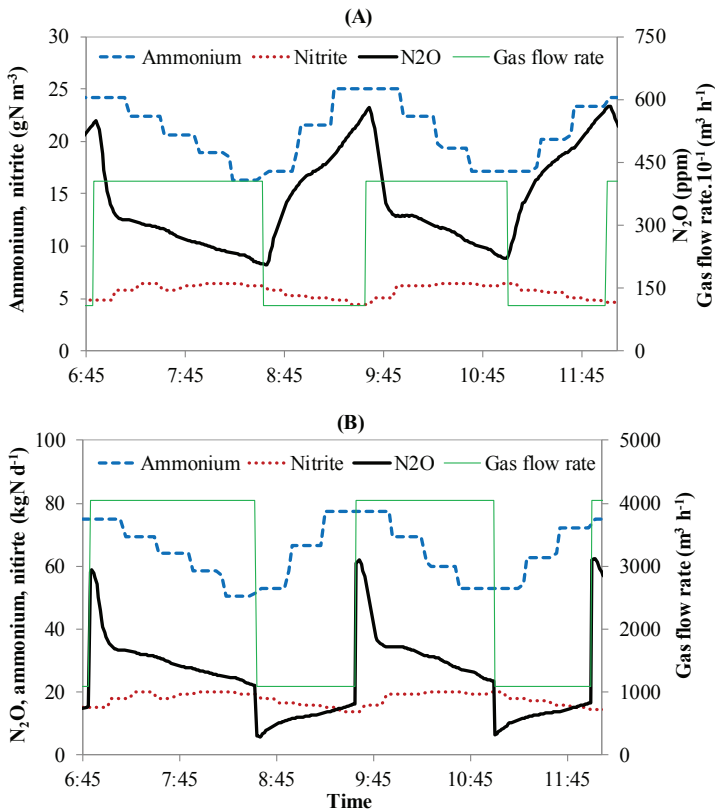 (A)
Ammonium Nitrite N2O Gas flow rate
Ammonium, nitrite (gN m⁻³)
30
25
20
15
10
5
0
750
600
450
300
150
0
N₂O (ppm)
Gas flow rate.10⁻¹ (m³ h⁻¹)
6:45 7:45 8:45 9:45 10:45 11:45
(B)
Ammonium Nitrite N2O Gas flow rate
N₂O, ammonium, nitirte (kgN d⁻¹)
100
80
60
40
20
0
5000
4000
3000
2000
1000
0
Gas flow rate (m³ h⁻¹)
6:45 7:45 8:45 9:45 10:45 11:45
Time